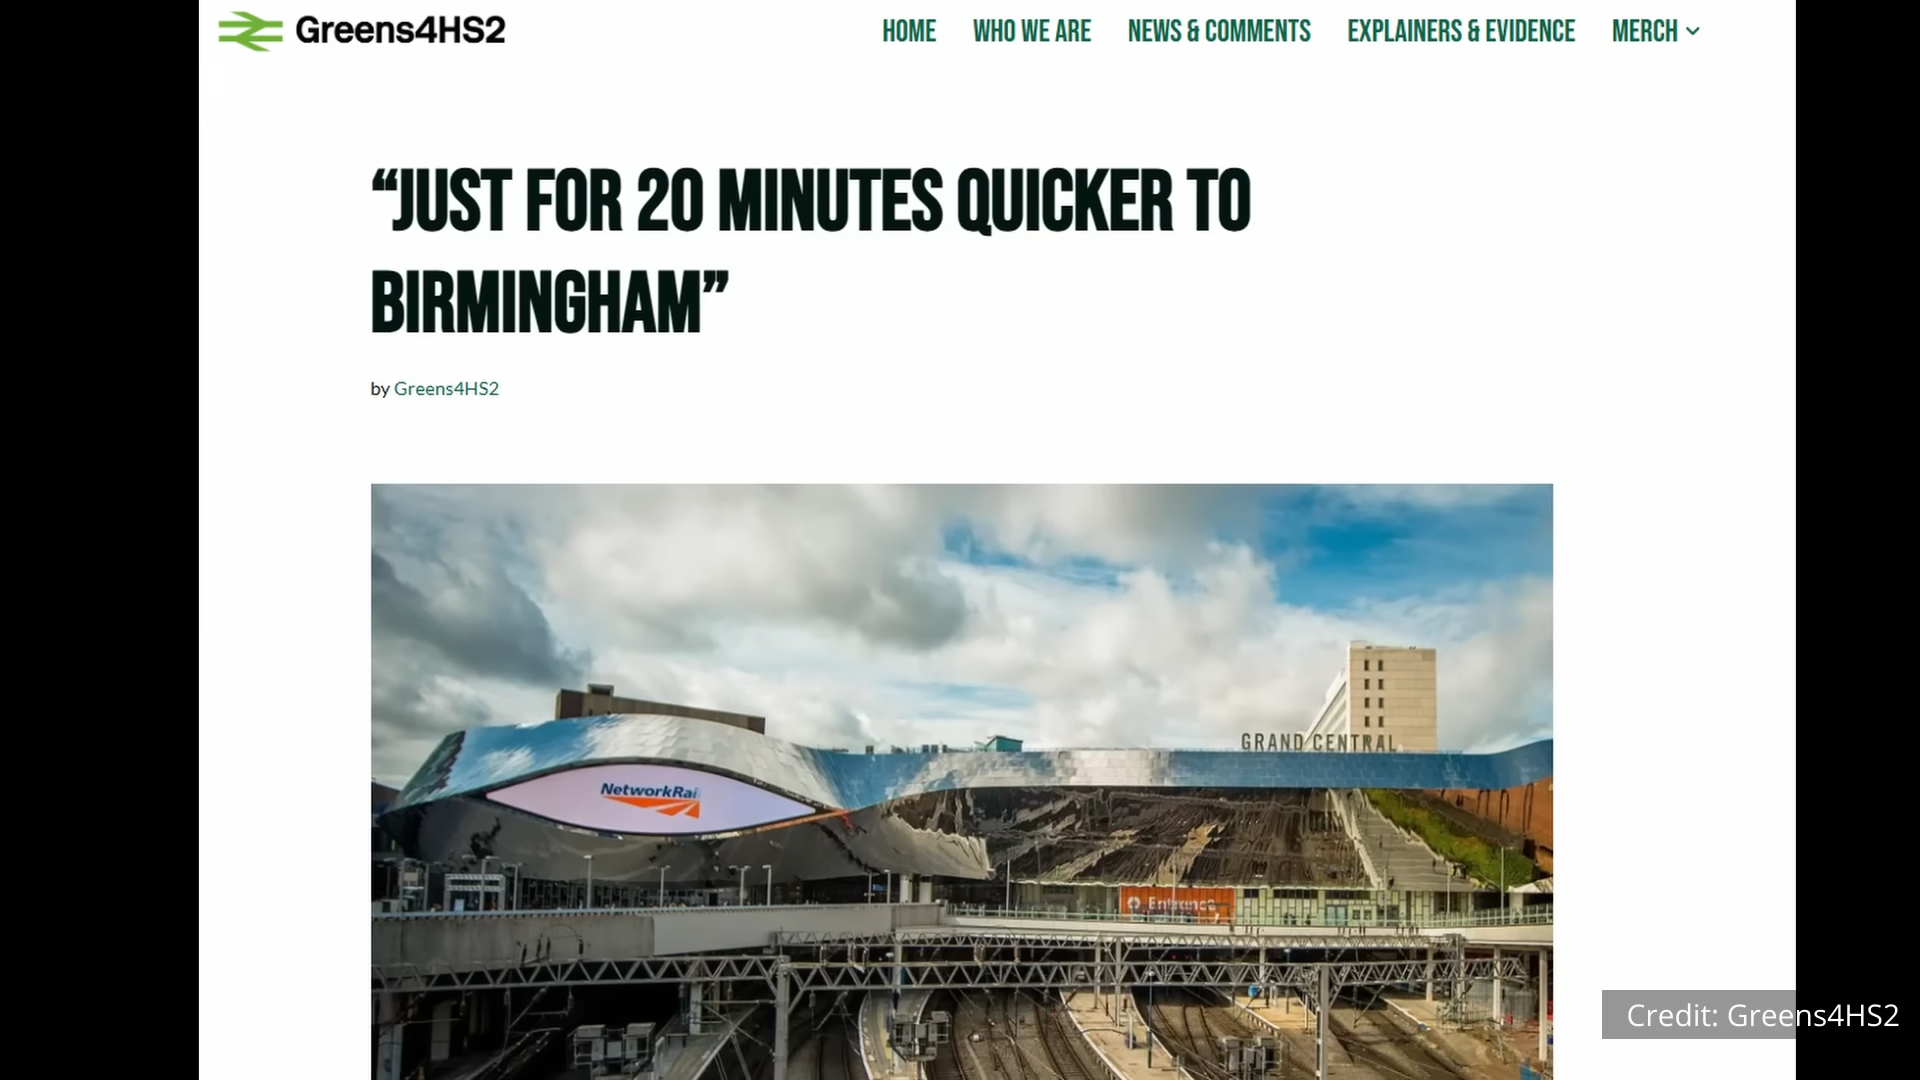 Greens4HS2
HOME WHO WE ARE NEWS & COMMENTS EXPLAINERS & EVIDENCE MERCH
“JUST FOR 20 MINUTES QUICKER TO
BIRMINGHAM”
by Greens4HS2
GRAND CENTRAL
NetworkRai
Entrance
Credit: Greens4HS2